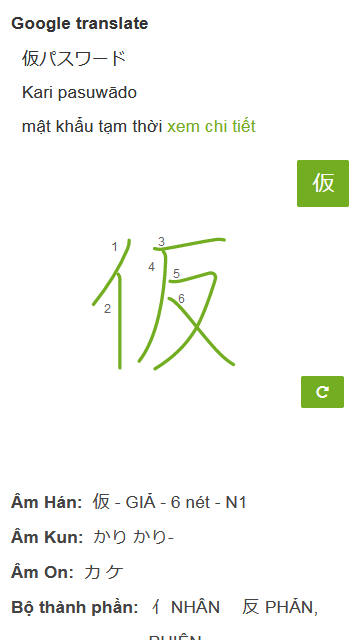 Google translate
仮パスワード
Kari pasuwādo
mật khẩu tạm thời xem chi tiết
仮
1
3
4
5
2
6
Âm Hán: 仮 - GIẢ - 6 nét - N1
Âm Kun: かり かり-
Âm On: カ ケ
Bộ thành phần: 亻 NHÂN 反 PHẢN,
PHIÊN